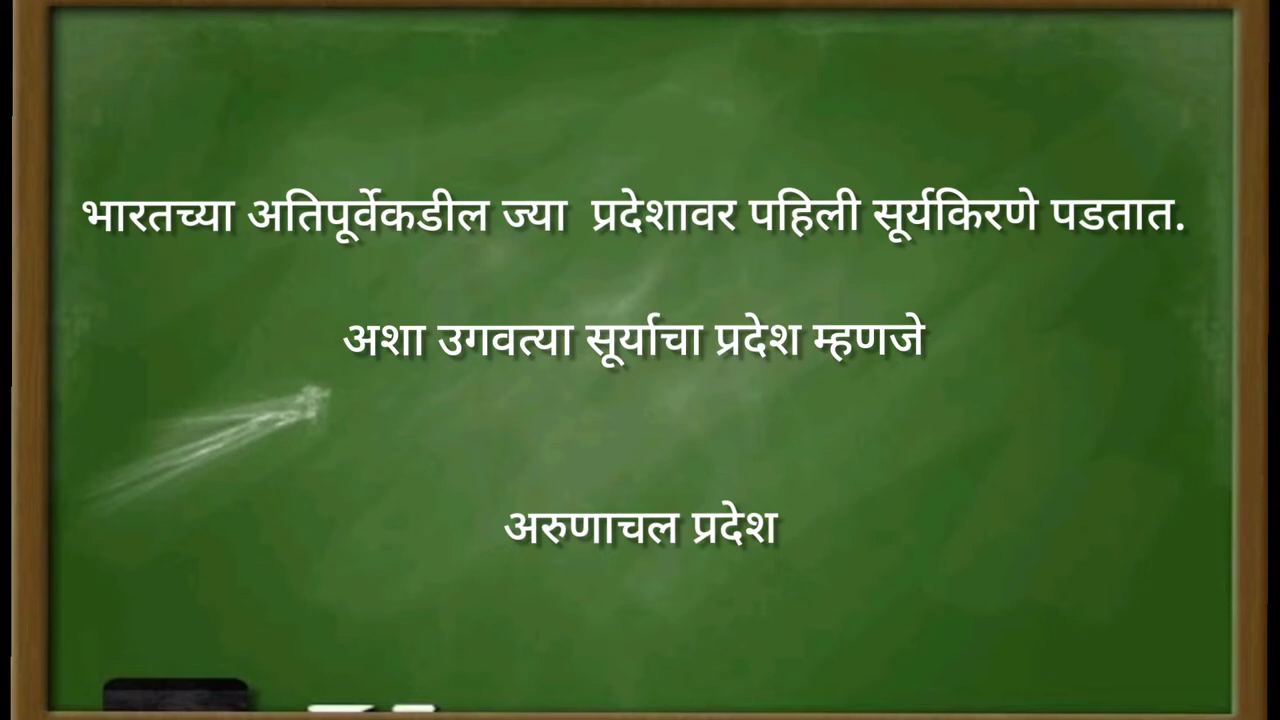 भारतच्या अतिपूर्वेकडील ज्या प्रदेशावर पहिली सूर्यकिरणे पडतात.
अशा उगवत्या सूर्याचा प्रदेश म्हणजे
अरुणाचल प्रदेश